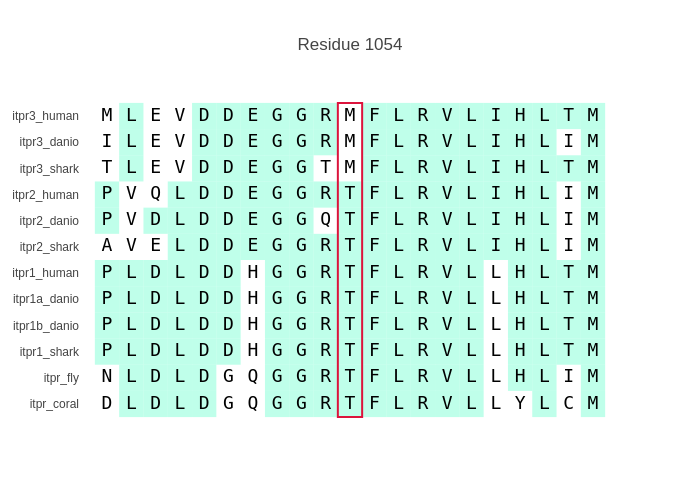 Residue 1054
itpr3_human M L E V D D E G G R M F L R V L I H L T M
itpr3_danio I L E V D D E G G R M F L R V L I H L I M
itpr3_shark T L E V D D E G G T M F L R V L I H L T M
itpr2_human P V Q L D D E G G R T F L R V L I H L I M
itpr2_danio P V D L D D E G G Q T F L R V L I H L I M
itpr2_shark A V E L D D E G G R T F L R V L I H L I M
itpr1_human P L D L D D H G G R T F L R V L L H L T M
itpr1a_danio P L D L D D H G G R T F L R V L L H L T M
itpr1b_danio P L D L D D H G G R T F L R V L L H L T M
itpr1_shark P L D L D D H G G R T F L R V L L H L T M
itpr_fly N L D L D G Q G G R T F L R V L L H L I M
itpr_coral D L D L D G Q G G R T F L R V L L Y L C M